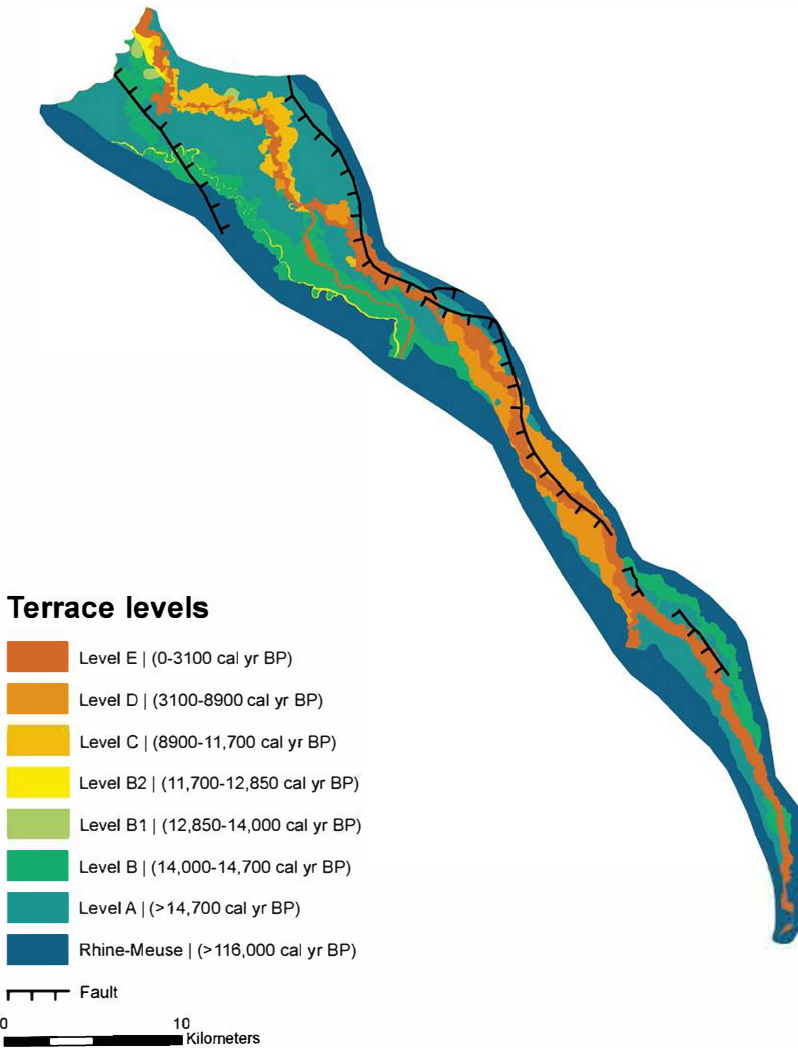 Terrace levels
Level E | (0-3100 cal yr BP)
Level D | (3100-8900 cal yr BP)
Level C | (8900-11,700 cal yr BP)
Level B2 | (11,700-12,850 cal yr BP)
Level B1 | (12,850-14,000 cal yr BP)
Level B | (14,000-14,700 cal yr BP)
Level A | (>14,700 cal yr BP)
Rhine-Meuse | (>116,000 cal yr BP)
Fault
0 10
Kilometers